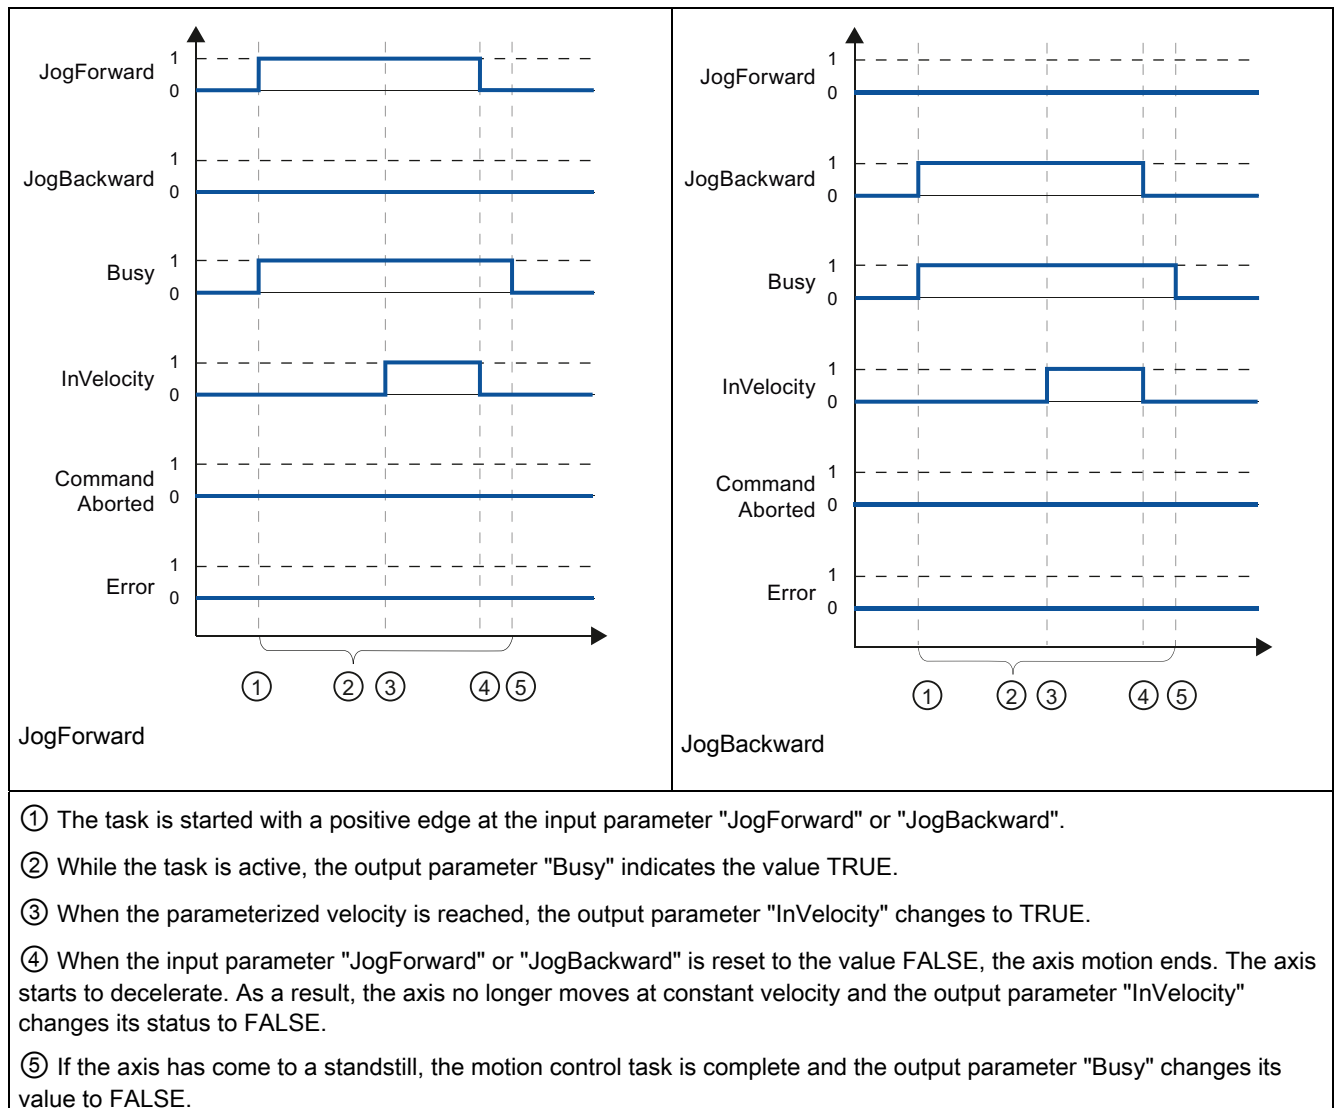 JogForward
1
0
JogBackward
1
0
Busy
1
0
InVelocity
1
0
Command
Aborted
1
0
Error
1
0
① ② ③ ④ ⑤
JogForward
JogForward
1
0
JogBackward
1
0
Busy
1
0
InVelocity
1
0
Command
Aborted
1
0
Error
1
0
① ② ③ ④ ⑤
JogBackward
① The task is started with a positive edge at the input parameter "JogForward" or "JogBackward".
② While the task is active, the output parameter "Busy" indicates the value TRUE.
③ When the parameterized velocity is reached, the output parameter "InVelocity" changes to TRUE.
④ When the input parameter "JogForward" or "JogBackward" is reset to the value FALSE, the axis motion ends. The axis
starts to decelerate. As a result, the axis no longer moves at constant velocity and the output parameter "InVelocity"
changes its status to FALSE.
⑤ If the axis has come to a standstill, the motion control task is complete and the output parameter "Busy" changes its
value to FALSE.